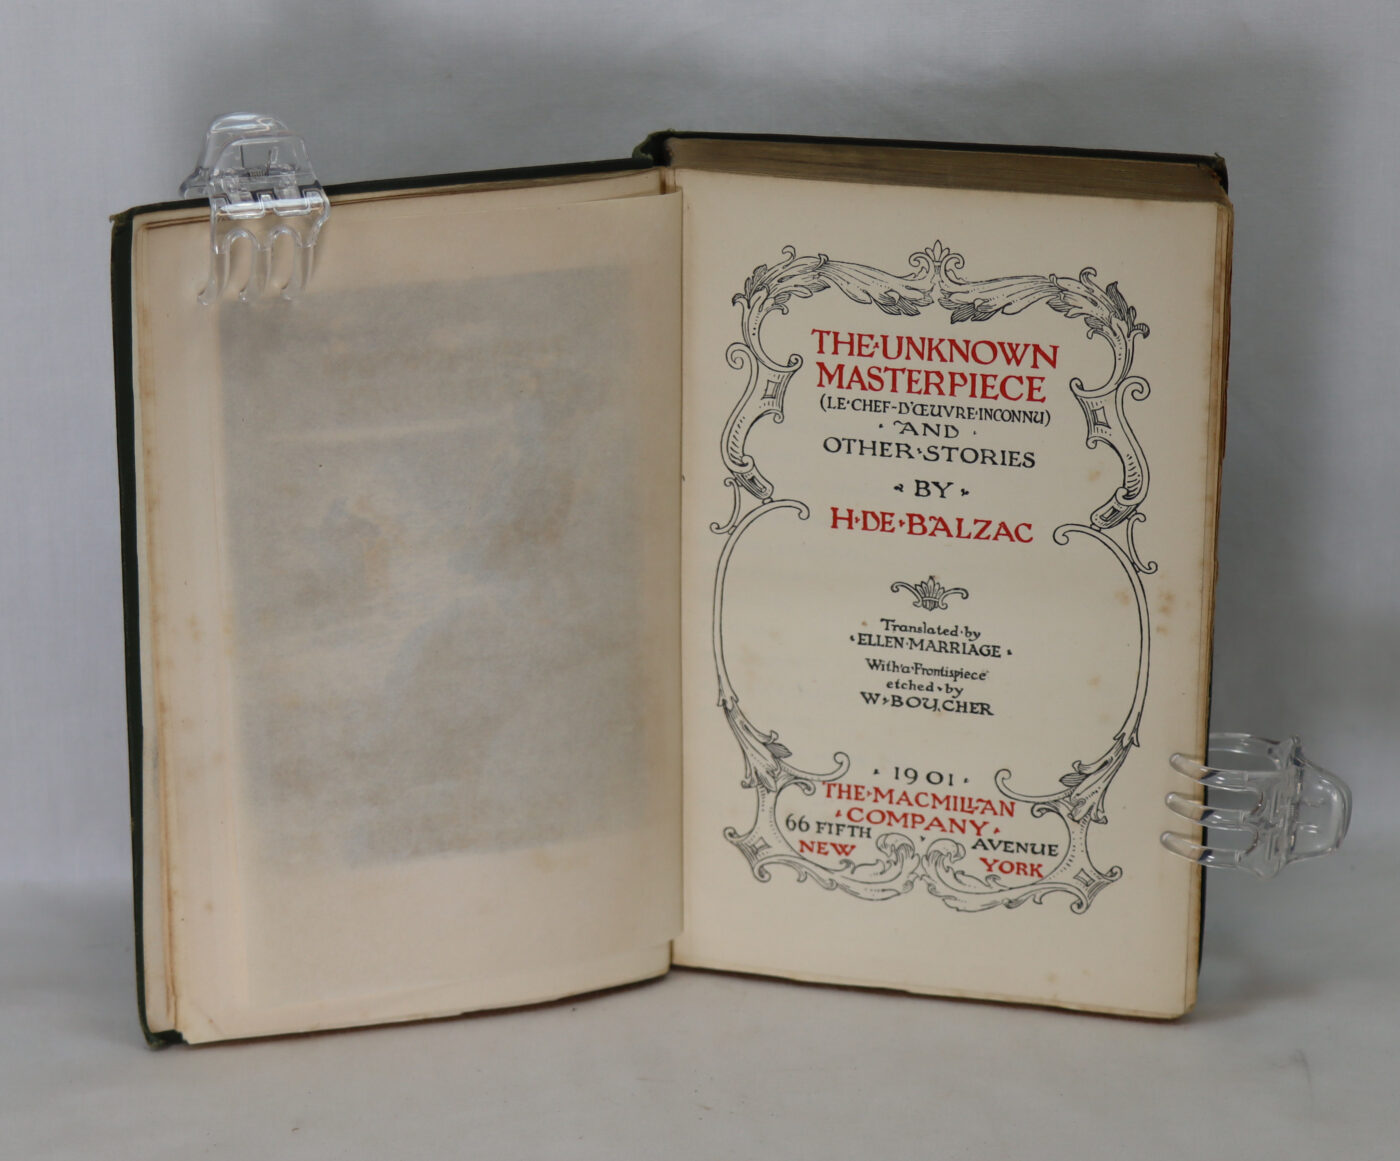 THE·UNKNOWN
MASTERPIECE
(LE·CHEF-D'ŒUVRE·INCONNU)
·AND·
OTHER·STORIES
·BY·
H·DE·BALZAC
Translated·by
·ELLEN·MARRIAGE·
With·a·Frontispiece
etched·by
W·BOUCHER
·1901·
THE·MACMILLAN
·COMPANY·
66 FIFTH AVENUE
NEW YORK